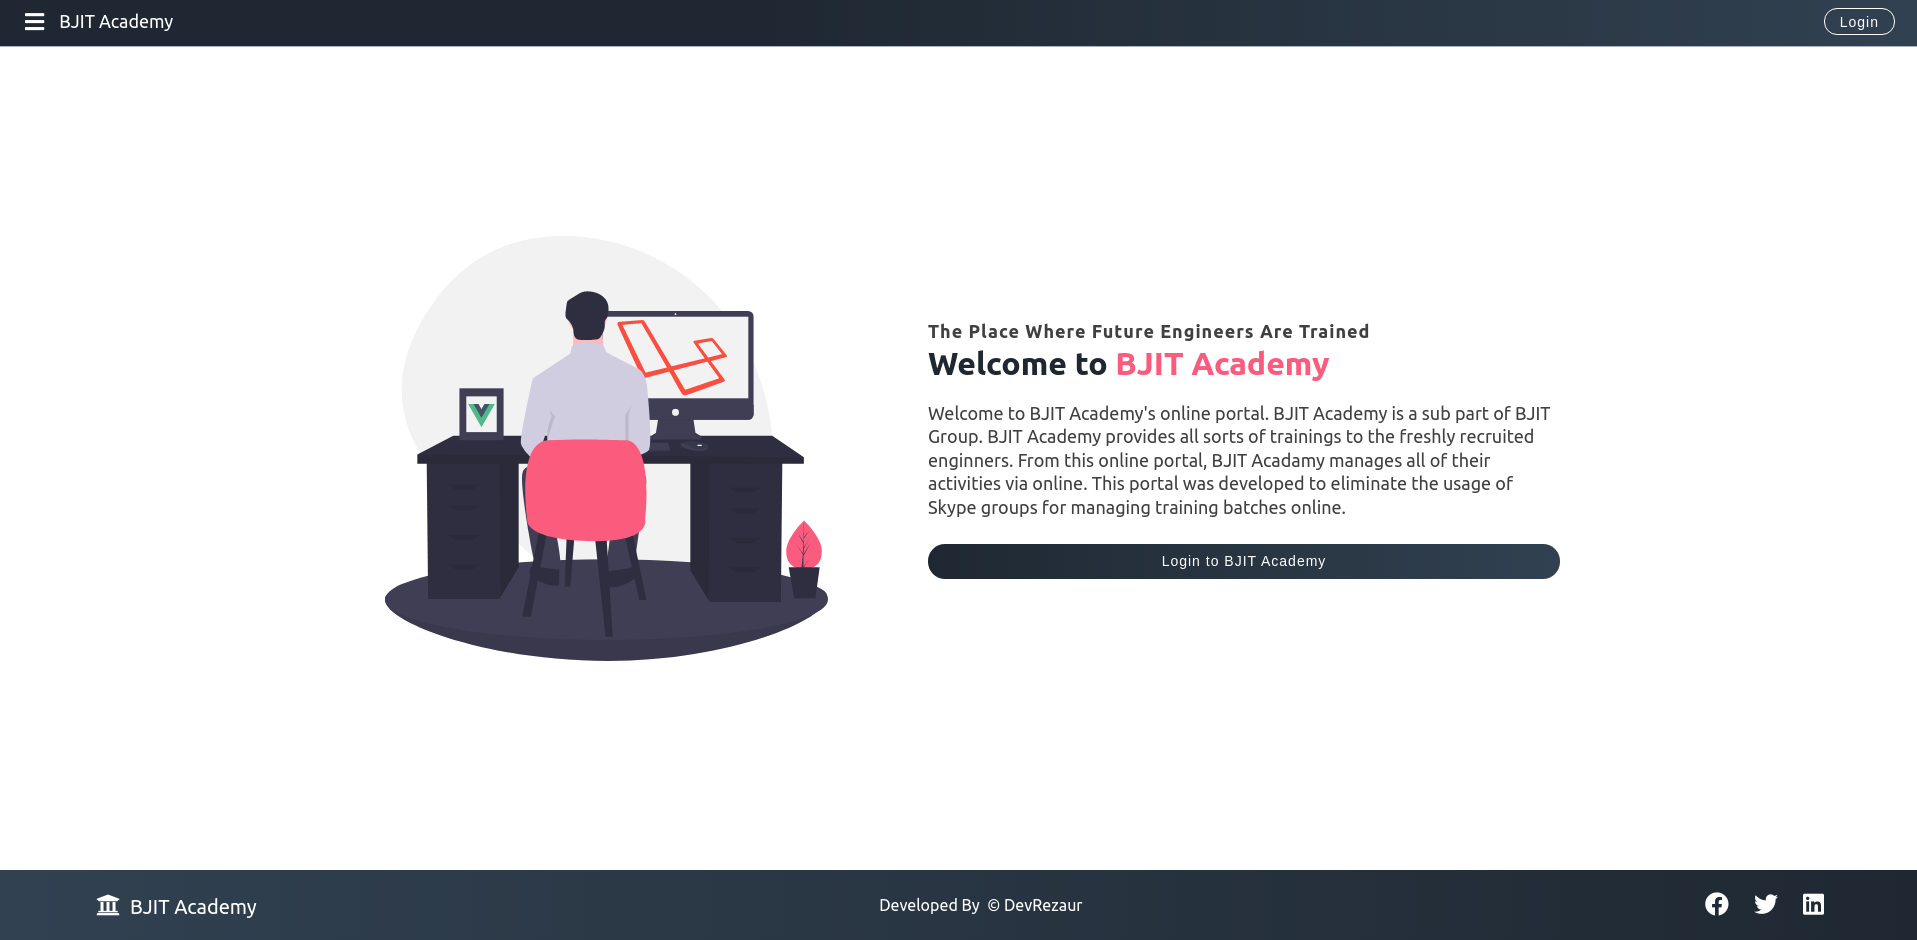 BJIT Academy
Login
The Place Where Future Engineers Are Trained
Welcome to BJIT Academy
Welcome to BJIT Academy's online portal. BJIT Academy is a sub part of BJIT
Group. BJIT Academy provides all sorts of trainings to the freshly recruited
enginners. From this online portal, BJIT Acadamy manages all of their
activities via online. This portal was developed to eliminate the usage of
Skype groups for managing training batches online.
Login to BJIT Academy
BJIT Academy
Developed By © DevRezaur